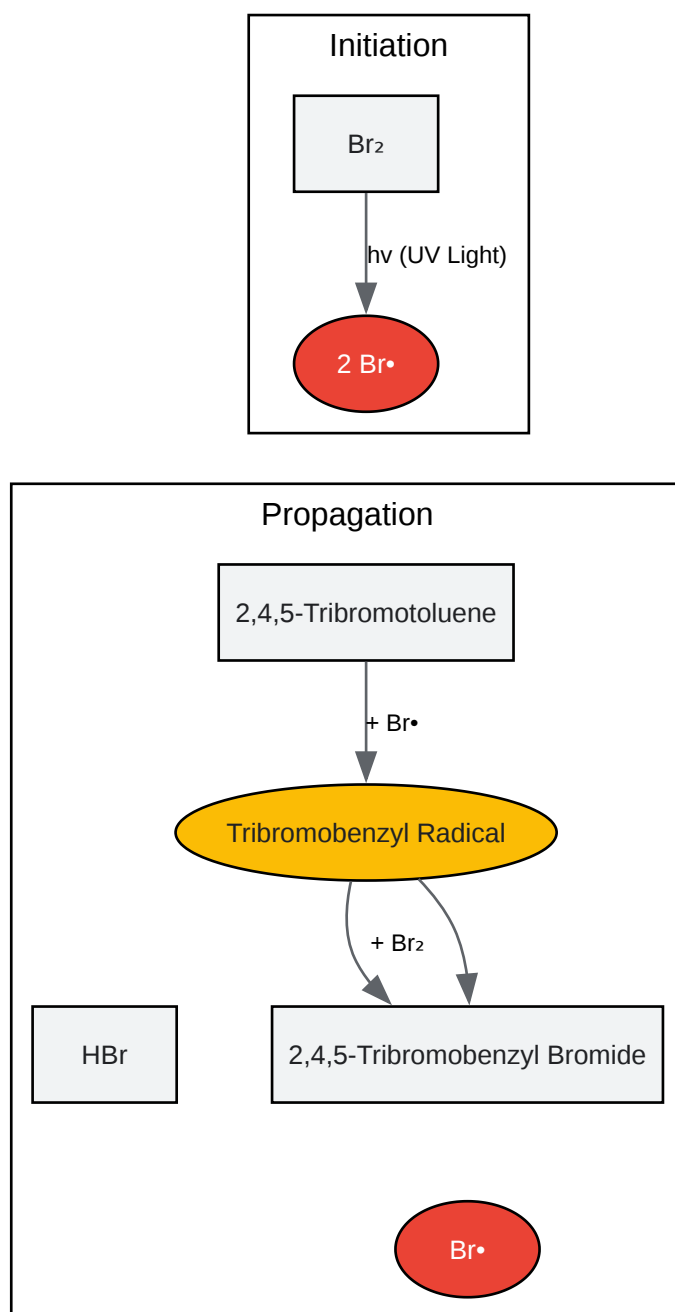 Initiation
Br₂
hv (UV Light)
2 Br•
Propagation
2,4,5-Tribromotoluene
+ Br•
Tribromobenzyl Radical
+ Br₂
HBr
2,4,5-Tribromobenzyl Bromide
Br•